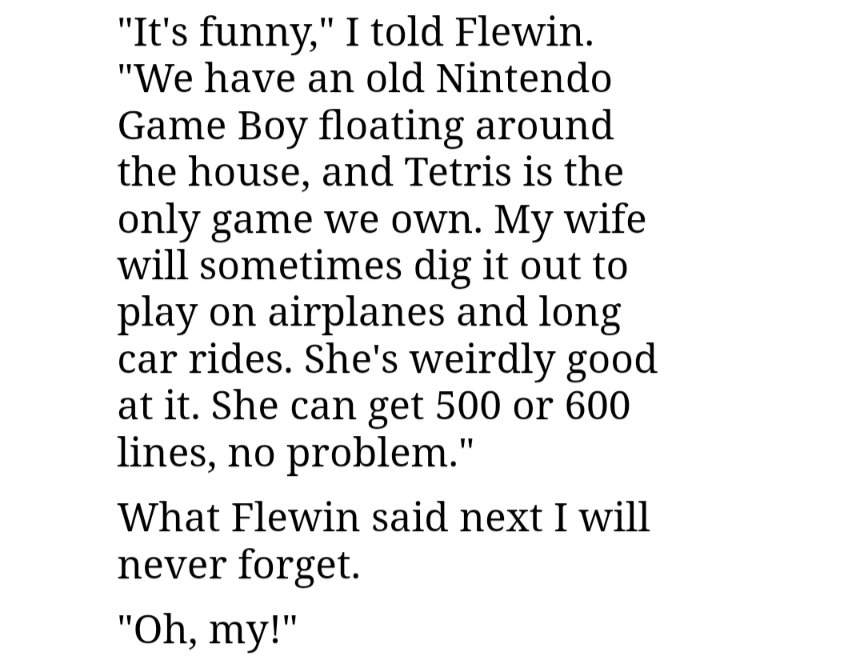 "It's funny," I told Flewin.
"We have an old Nintendo
Game Boy floating around
the house, and Tetris is the
only game we own. My wife
will sometimes dig it out to
play on airplanes and long
car rides. She's weirdly good
at it. She can get 500 or 600
lines, no problem."
What Flewin said next I will
never forget.
"Oh, my!"